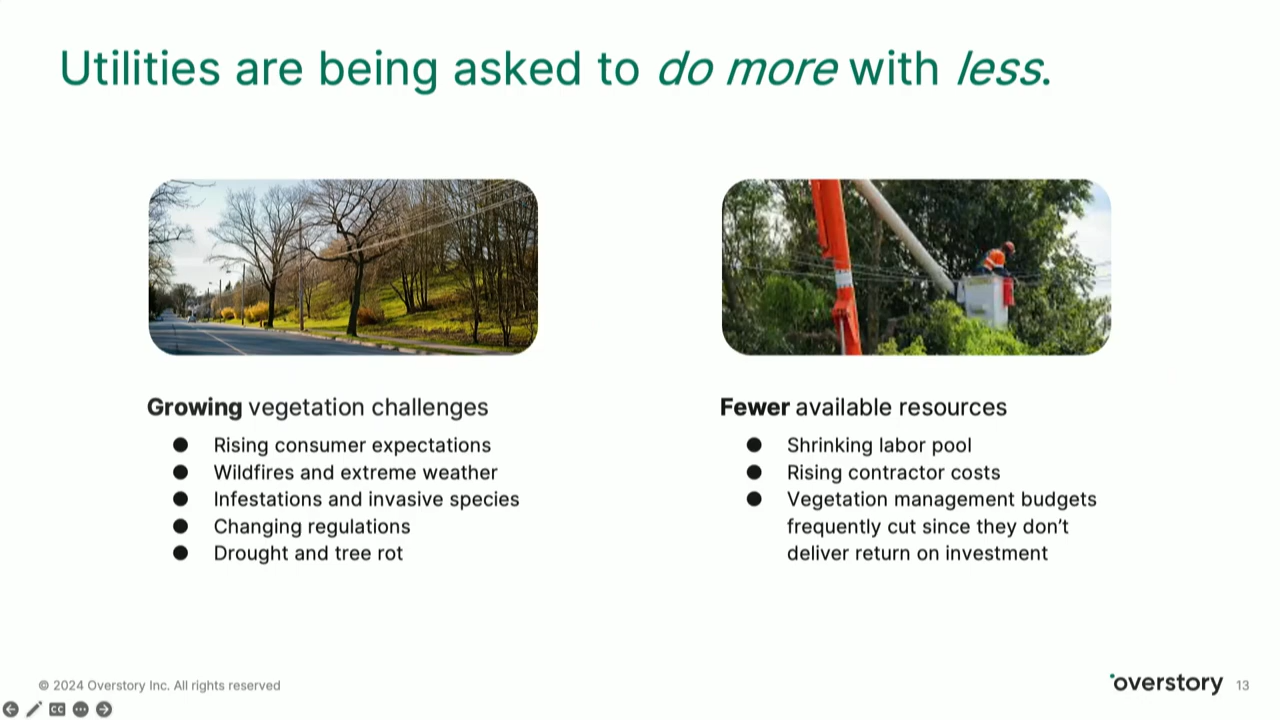 Utilities are being asked to do more with less.
Growing vegetation challenges
● Rising consumer expectations
● Wildfires and extreme weather
● Infestations and invasive species
● Changing regulations
● Drought and tree rot
Fewer available resources
● Shrinking labor pool
● Rising contractor costs
● Vegetation management budgets
frequently cut since they don’t
deliver return on investment
© 2024 Overstory Inc. All rights reserved
overstory
13
CC